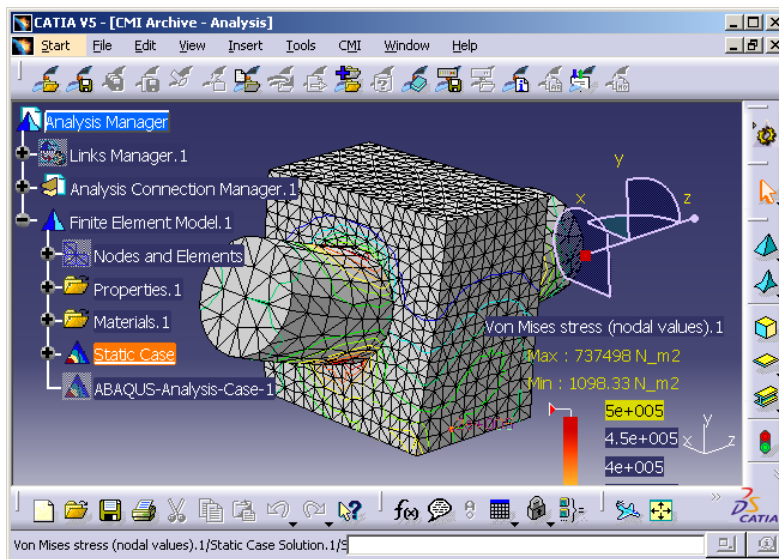 CATIA V5 - [CMI Archive - Analysis]
Start File Edit View Insert Tools CMI Window Help
Analysis Manager
Links Manager.1
Analysis Connection Manager.1
Finite Element Model.1
Nodes and Elements
Properties.1
Materials.1
Static Case
ABAQUS-Analysis-Case-1
y
x
z
Von Mises stress (nodal values).1
Max : 737498 N_m2
Min : 1098.33 N_m2
5e+005
4.5e+005
4e+005
y
x
z
f(x)
CATIA
Von Mises stress (nodal values).1/Static Case Solution.1/S